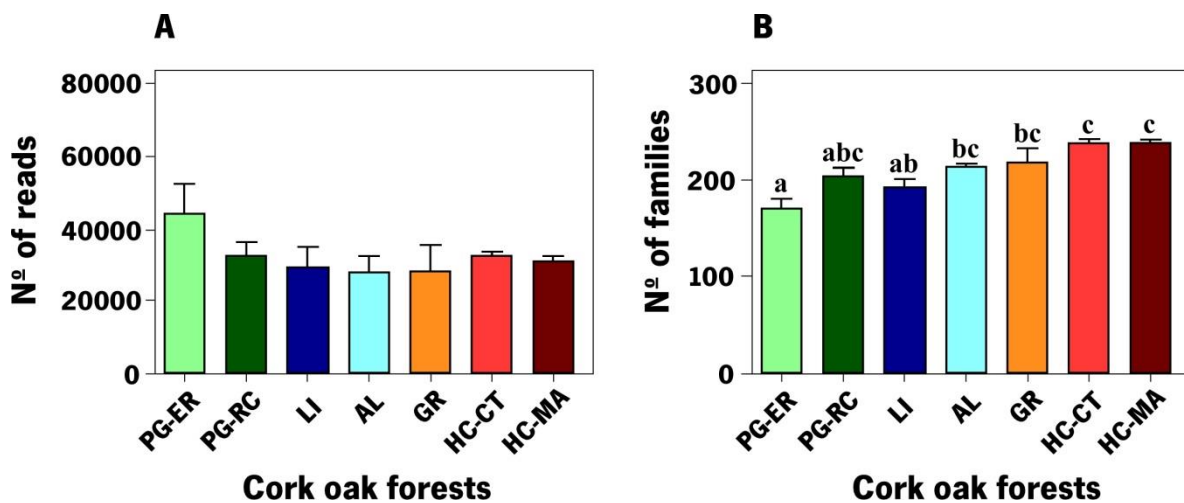 A
Nº of reads
80000
60000
40000
20000
0
PG-ER
PG-RC
LI
AL
GR
HC-CT
HC-MA
Cork oak forests
B
Nº of families
300
200
100
0
a
abc
ab
bc
bc
c
c
PG-ER
PG-RC
LI
AL
GR
HC-CT
HC-MA
Cork oak forests